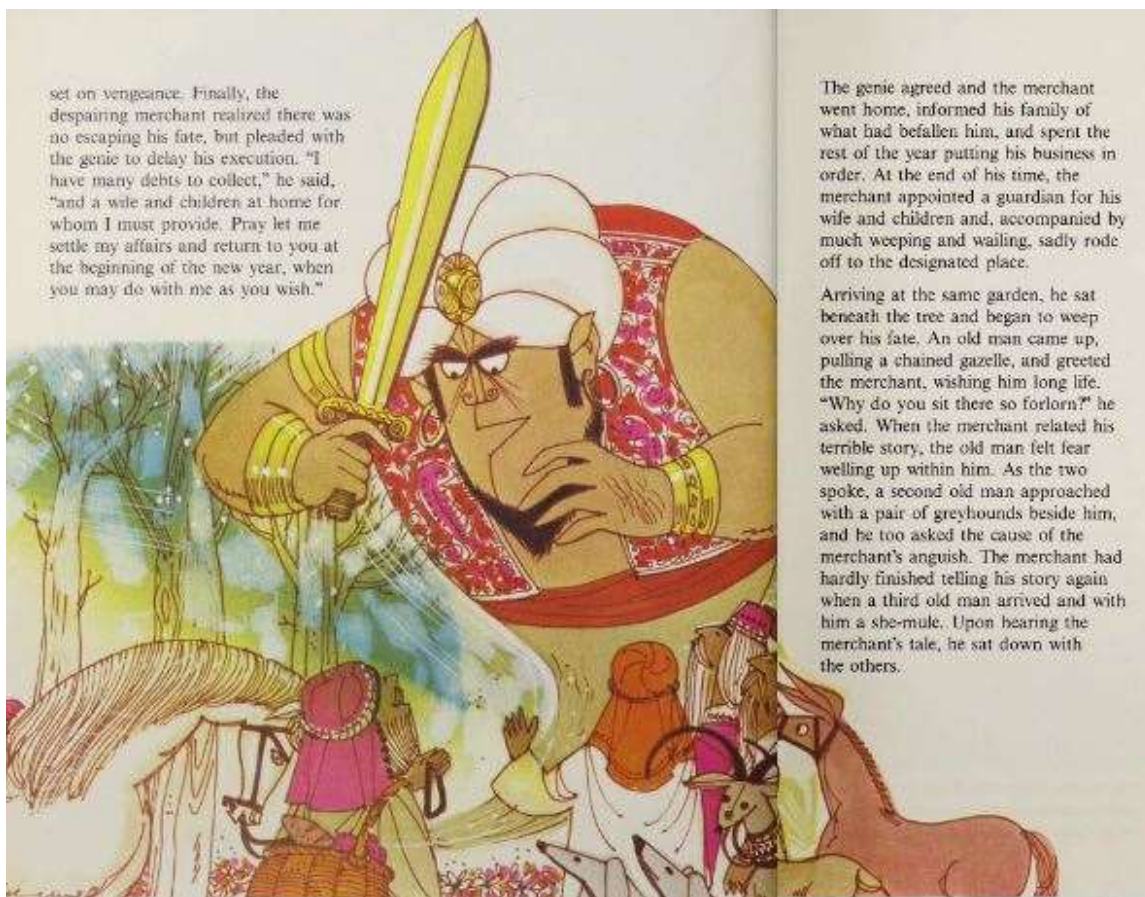 set on vengeance. Finally, the
despairing merchant realized there was
no escaping his fate, but pleaded with
the genie to delay his execution. "I
have many debts to collect," he said,
"and a wife and children at home for
whom I must provide. Pray let me
settle my affairs and return to you at
the beginning of the new year, when
you may do with me as you wish."
The genie agreed and the merchant
went home, informed his family of
what had befallen him, and spent the
rest of the year putting his business in
order. At the end of his time, the
merchant appointed a guardian for his
wife and children and, accompanied by
much weeping and wailing, sadly rode
off to the designated place.
Arriving at the same garden, he sat
beneath the tree and began to weep
over his fate. An old man came up,
pulling a chained gazelle, and greeted
the merchant, wishing him long life.
"Why do you sit there so forlorn?" he
asked. When the merchant related his
terrible story, the old man felt fear
welling up within him. As the two
spoke, a second old man approached
with a pair of greyhounds beside him,
and he too asked the cause of the
merchant's anguish. The merchant had
hardly finished telling his story again
when a third old man arrived and with
him a she-mule. Upon hearing the
merchant's tale, he sat down with
the others.